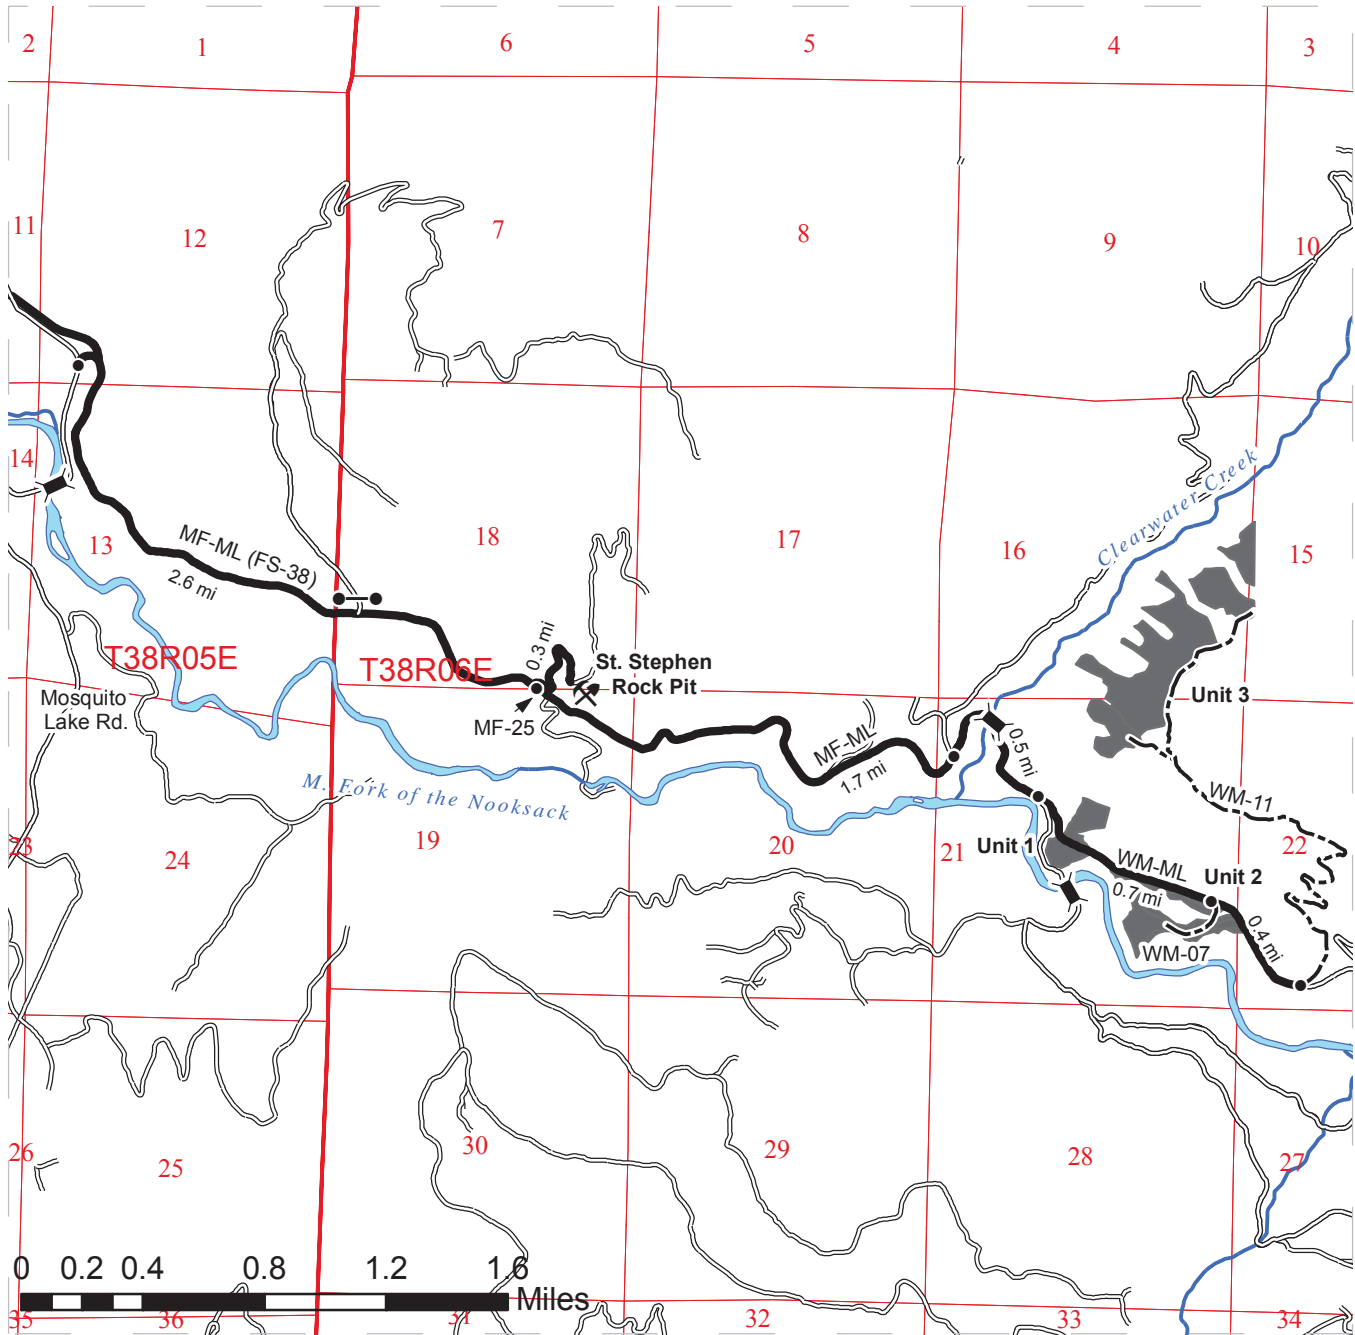 2
1
6
5
4
3
11
12
7
8
9
10
14
13
MF-ML (FS-38)
2.6 mi
18
17
16
15
Clearwater Creek
T38R05E
T38R06E
0.3 mi
St. Stephen
Rock Pit
Mosquito
Lake Rd.
MF-25
Unit 3
MF-ML
1.7 mi
0.5 mi
M. Fork of the Nooksack
WM-11
23
24
19
20
21
22
Unit 1
WM-ML
0.7 mi
Unit 2
0.4 mi
WM-07
26
25
30
29
28
27
0 0.2 0.4 0.8 1.2 1.6
Miles
35
36
31
32
33
34